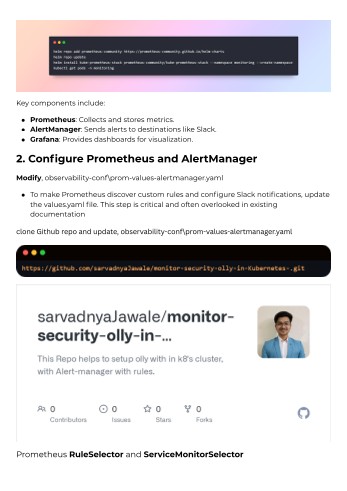 helm repo add prometheus-community https://prometheus-community.github.io/helm-charts
helm repo update
helm install kube-prometheus-stack prometheus-community/kube-prometheus-stack --namespace monitoring --create-namespace
kubectl get pods -n monitoring
Key components include:
● Prometheus: Collects and stores metrics.
● AlertManager: Sends alerts to destinations like Slack.
● Grafana: Provides dashboards for visualization.
2. Configure Prometheus and AlertManager
Modify, observability-conf\prom-values-alertmanager.yaml
● To make Prometheus discover custom rules and configure Slack notifications, update
the values.yaml file. This step is critical and often overlooked in existing
documentation
clone Github repo and update, observability-conf\prom-values-alertmanager.yaml
https://github.com/sarvadnyaJawale/monitor-security-olly-in-Kubernetes-.git
sarvadnyaJawale/monitor-
security-olly-in-...
This Repo helps to setup olly with in k8's cluster,
with Alert-manager with rules.
0 0 0 0
Contributors Issues Stars Forks
Prometheus RuleSelector and ServiceMonitorSelector